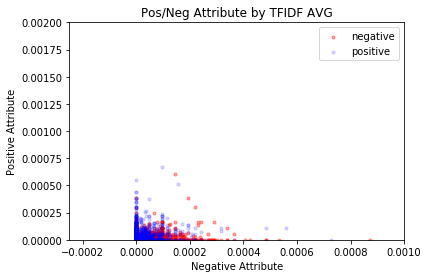 Pos/Neg Attribute by TFIDF AVG
negative
positive
Positive Attribute
0.00200
0.00175
0.00150
0.00125
0.00100
0.00075
0.00050
0.00025
0.00000
−0.0002 0.0000 0.0002 0.0004 0.0006 0.0008 0.0010
Negative Attribute